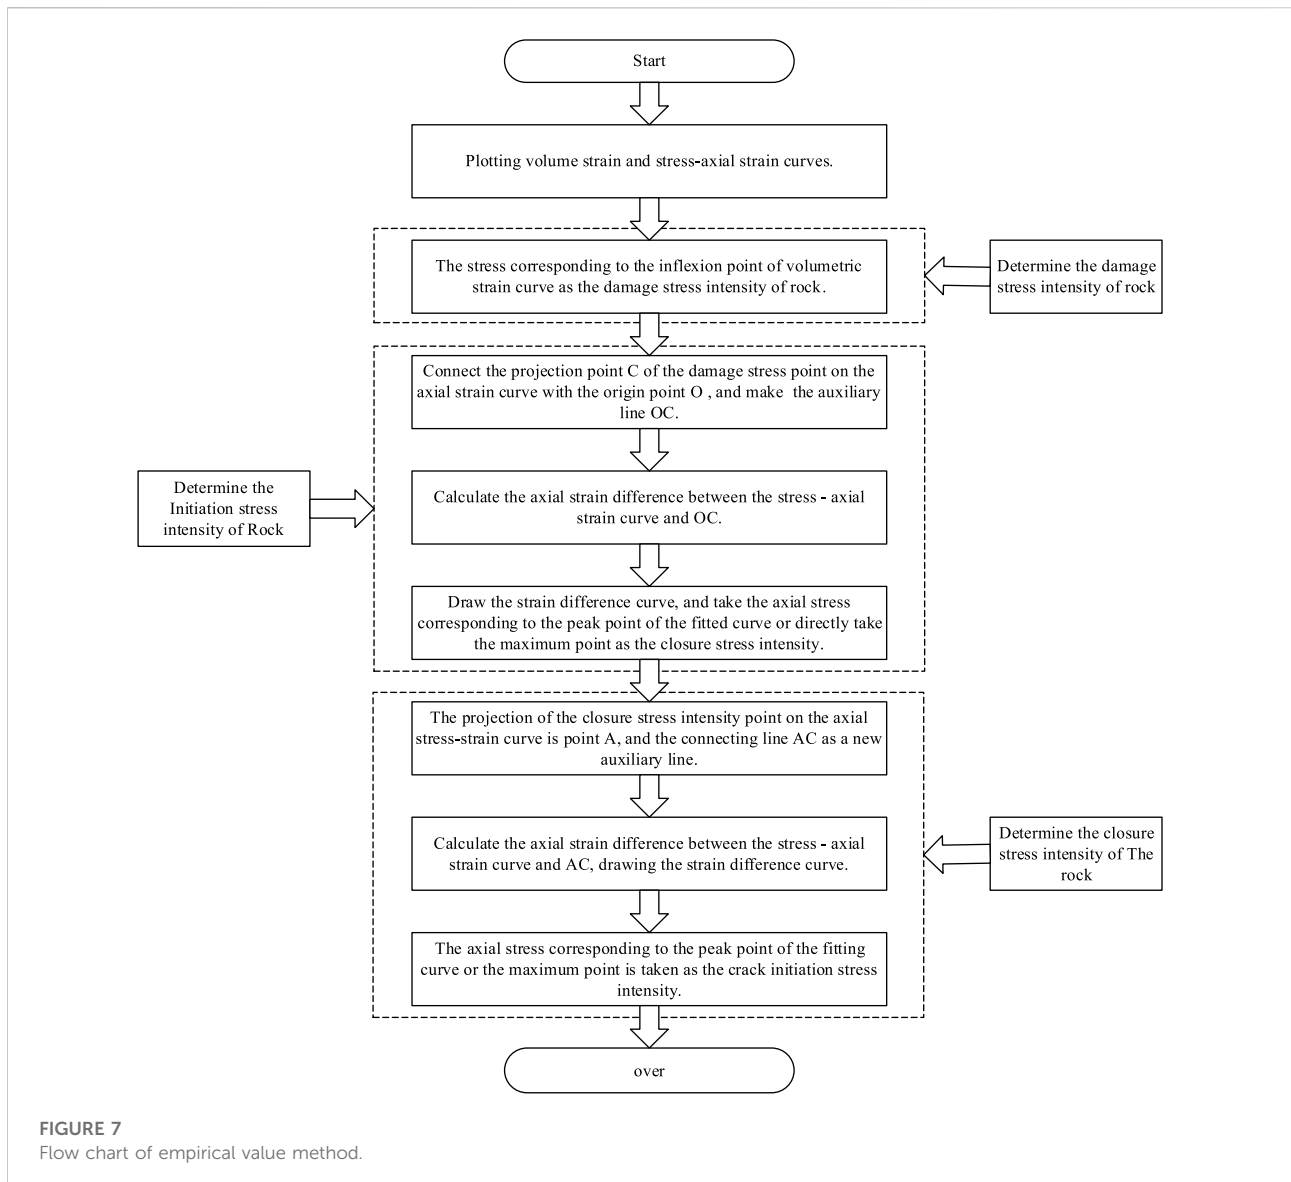 Start
Plotting volume strain and stress-axial strain curves.
The stress corresponding to the inflexion point of volumetric
strain curve as the damage stress intensity of rock.
Determine the damage
stress intensity of rock
Connect the projection point C of the damage stress point on the
axial strain curve with the origin point O , and make the auxiliary
line OC.
Determine the
Initiation stress
intensity of Rock
Calculate the axial strain difference between the stress - axial
strain curve and OC.
Draw the strain difference curve, and take the axial stress
corresponding to the peak point of the fitted curve or directly take
the maximum point as the closure stress intensity.
The projection of the closure stress intensity point on the axial
stress-strain curve is point A, and the connecting line AC as a new
auxiliary line.
Calculate the axial strain difference between the stress - axial
strain curve and AC, drawing the strain difference curve.
Determine the closure
stress intensity of The
rock
The axial stress corresponding to the peak point of the fitting
curve or the maximum point is taken as the crack initiation stress
intensity.
over
FIGURE 7
Flow chart of empirical value method.